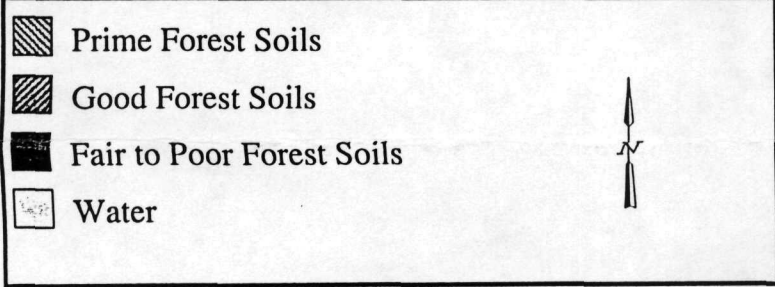 Prime Forest Soils
Good Forest Soils
Fair to Poor Forest Soils
N
Water